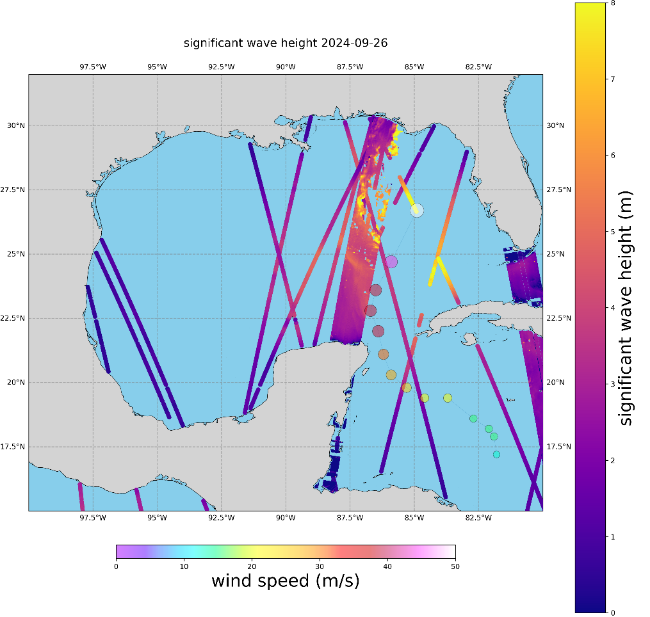 significant wave height 2024-09-26
97.5°W 95°W 92.5°W 90°W 87.5°W 85°W 82.5°W
30°N 30°N
27.5°N 27.5°N
25°N 25°N
22.5°N 22.5°N
20°N 20°N
17.5°N 17.5°N
97.5°W 95°W 92.5°W 90°W 87.5°W 85°W 82.5°W
0 10 20 30 40 50
wind speed (m/s)
8
7
6
5
4
3
2
1
0
significant wave height (m)